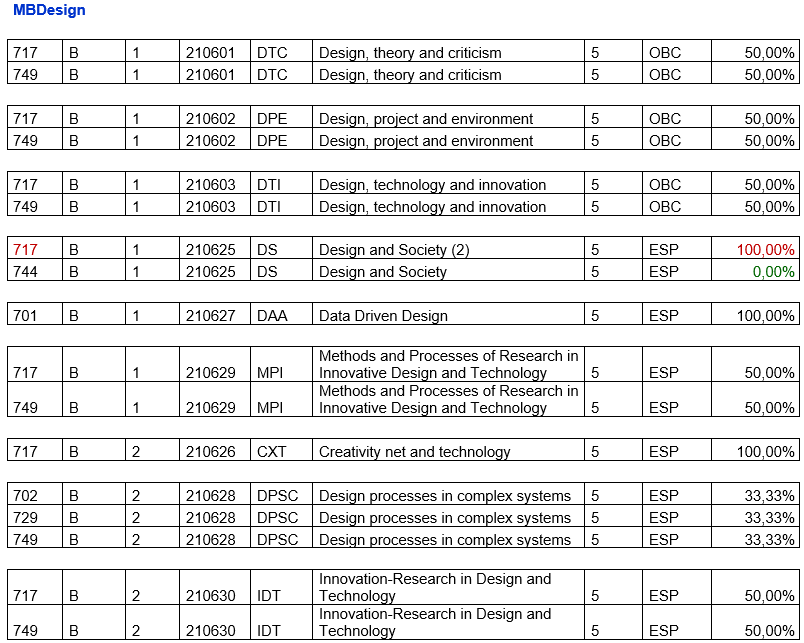 MBDesign
717 B 1 210601 DTC Design, theory and criticism 5 OBC 50,00%
749 B 1 210601 DTC Design, theory and criticism 5 OBC 50,00%
717 B 1 210602 DPE Design, project and environment 5 OBC 50,00%
749 B 1 210602 DPE Design, project and environment 5 OBC 50,00%
717 B 1 210603 DTI Design, technology and innovation 5 OBC 50,00%
749 B 1 210603 DTI Design, technology and innovation 5 OBC 50,00%
717 B 1 210625 DS Design and Society (2) 5 ESP 100,00%
744 B 1 210625 DS Design and Society 5 ESP 0,00%
701 B 1 210627 DAA Data Driven Design 5 ESP 100,00%
Methods and Processes of Research in
717 B 1 210629 MPI Innovative Design and Technology 5 ESP 50,00%
Methods and Processes of Research in
749 B 1 210629 MPI Innovative Design and Technology 5 ESP 50,00%
717 B 2 210626 CXT Creativity net and technology 5 ESP 100,00%
702 B 2 210628 DPSC Design processes in complex systems 5 ESP 33,33%
729 B 2 210628 DPSC Design processes in complex systems 5 ESP 33,33%
749 B 2 210628 DPSC Design processes in complex systems 5 ESP 33,33%
Innovation-Research in Design and
717 B 2 210630 IDT Technology 5 ESP 50,00%
Innovation-Research in Design and
749 B 2 210630 IDT Technology 5 ESP 50,00%